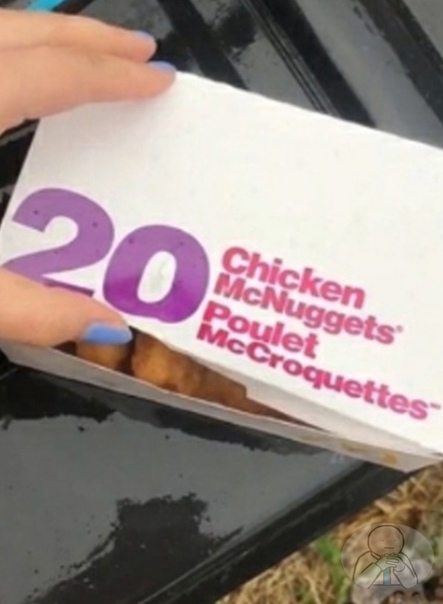 20
Chicken
McNuggets®
Poulet
McCroquettes™